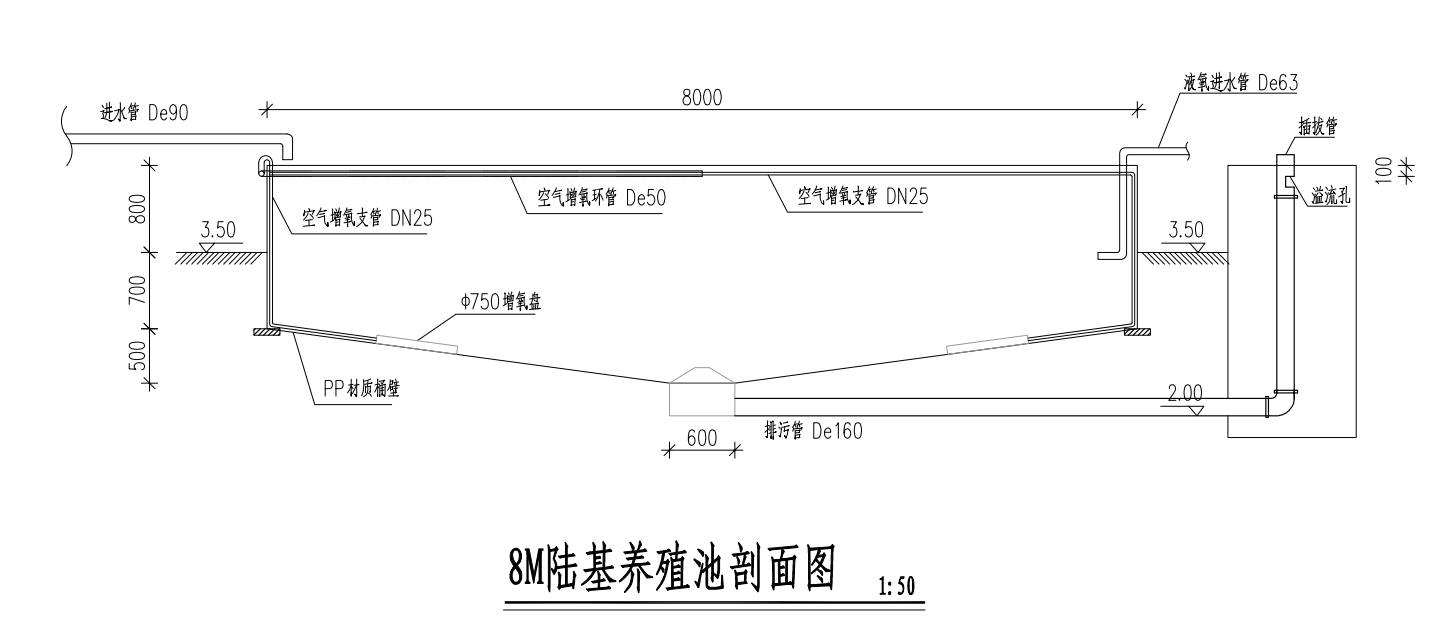 液氧进水管 De63
8000
进水管 De90
插拔管
100
空气增氧环管 De50
空气增氧支管 DN25
溢流孔
800
空气增氧支管 DN25
3.50
3.50
700
Φ750增氧盘
500
PP材质桶壁
2.00
600
排污管 De160
8M陆基养殖池剖面图 1:50